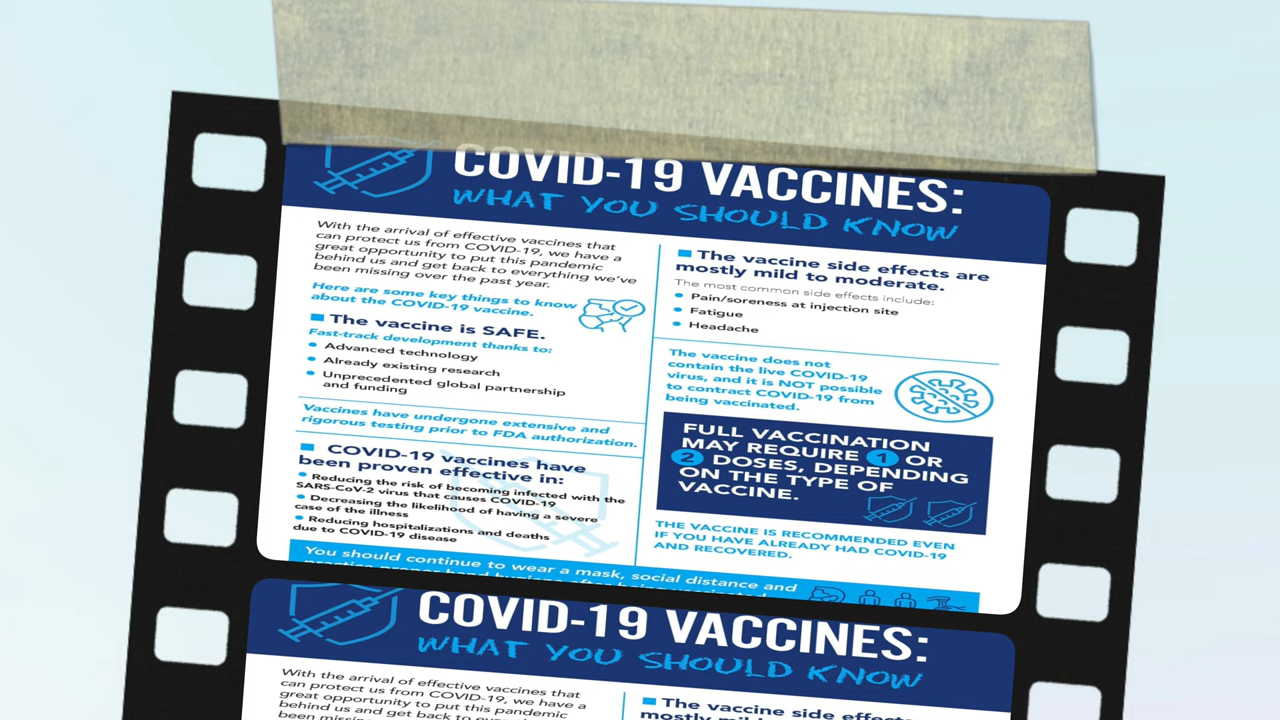 COVID-19 VACCINES:
WHAT YOU SHOULD KNOW
With the arrival of effective vaccines that
can protect us from COVID-19, we have a
great opportunity to put this pandemic
behind us and get back to everything we've
been missing over the past year.
Here are some key things to know
about the COVID-19 vaccine.
The vaccine is SAFE.
Fast-track development thanks to:
Advanced technology
Already existing research
Unprecedented global partnership
and funding
Vaccines have undergone extensive and
rigorous testing prior to FDA authorization.
COVID-19 vaccines have
been proven effective in:
Reducing the risk of becoming infected with the
SARS-CoV-2 virus that causes COVID-19
Decreasing the likelihood of having a severe
case of the illness
Reducing hospitalizations and deaths
due to COVID-19 disease
The vaccine side effects are
mostly mild to moderate.
The most common side effects include:
Pain/soreness at injection site
Fatigue
Headache
The vaccine does not
contain the live COVID-19
virus, and it is NOT possible
to contract COVID-19 from
being vaccinated.
FULL VACCINATION
MAY REQUIRE 1 OR
2 DOSES, DEPENDING
ON THE TYPE OF
VACCINE.
THE VACCINE IS RECOMMENDED EVEN
IF YOU HAVE ALREADY HAD COVID-19
AND RECOVERED.
You should continue to wear a mask, social distance and
practice proper hand hygiene after being vaccinated
COVID-19 VACCINES:
WHAT YOU SHOULD KNOW
With the arrival of effective vaccines that
can protect us from COVID-19, we have a
great opportunity to put this pandemic
behind us and get back to
been
The vaccine side effects
mostly